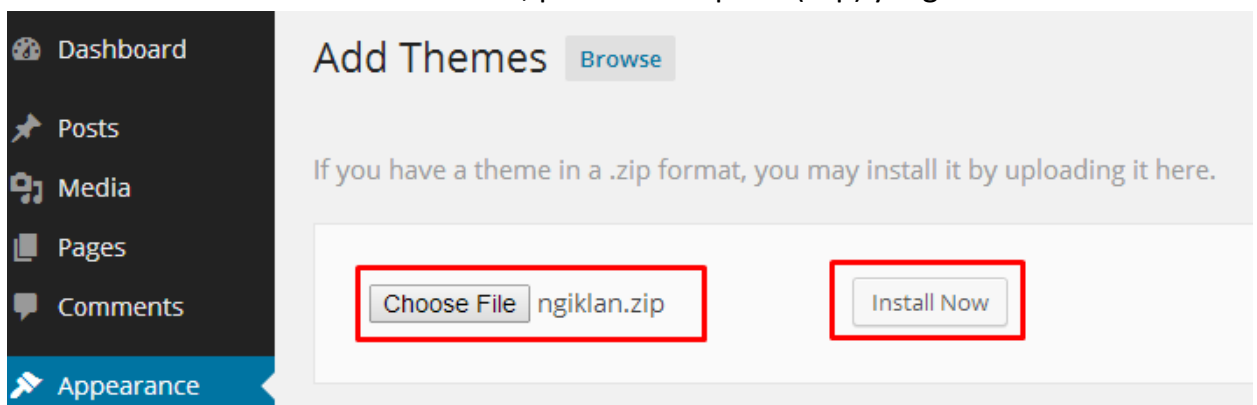 Dashboard
Add Themes Browse
Posts
If you have a theme in a .zip format, you may install it by uploading it here.
Media
Pages
Choose File ngiklan.zip Install Now
Comments
Appearance